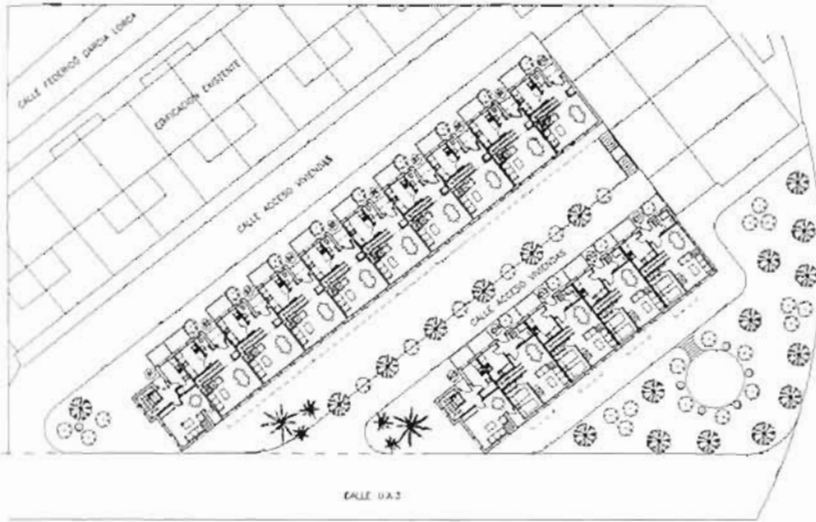 CALLE FEDERICO GARCIA LORCA
EDIFICACION EXISTENTE
CALLE ACCESO VIVIENDAS
CALLE ACCESO VIVIENDAS
CALLE U.A.3